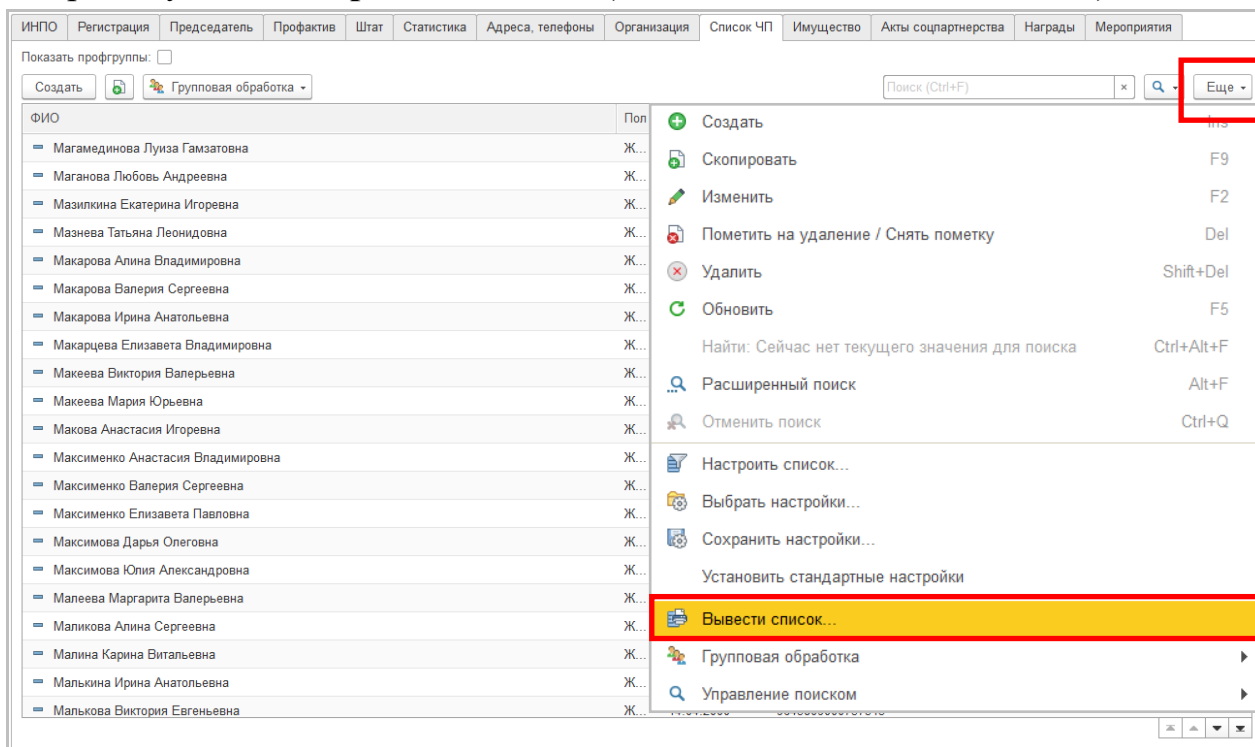 ИНПО Регистрация Председатель Профактив Штат Статистика Адреса, телефоны Организация Список ЧП Имущество Акты соцпартнерства Награды Мероприятия
Показать профгруппы:
Создать Групповая обработка Поиск (Ctrl+F) × Еще
ФИО Пол
Магамединова Луиза Гамзатовна Ж...
Маганова Любовь Андреевна Ж...
Мазилкина Екатерина Игоревна Ж...
Мазнева Татьяна Леонидовна Ж...
Макарова Алина Владимировна Ж...
Макарова Валерия Сергеевна Ж...
Макарова Ирина Анатольевна Ж...
Макарцева Елизавета Владимировна Ж...
Макеева Виктория Валерьевна Ж...
Макеева Мария Юрьевна Ж...
Макова Анастасия Игоревна Ж...
Максименко Анастасия Владимировна Ж...
Максименко Валерия Сергеевна Ж...
Максименко Елизавета Павловна Ж...
Максимова Дарья Олеговна Ж...
Максимова Юлия Александровна Ж...
Малеева Маргарита Валерьевна Ж...
Маликова Алина Сергеевна Ж...
Малина Карина Витальевна Ж...
Малькина Ирина Анатольевна Ж...
Малькова Виктория Евгеньевна Ж...
Создать Ins
Скопировать F9
Изменить F2
Пометить на удаление / Снять пометку Del
Удалить Shift+Del
Обновить F5
Найти: Сейчас нет текущего значения для поиска Ctrl+Alt+F
Расширенный поиск Alt+F
Отменить поиск Ctrl+Q
Настроить список...
Выбрать настройки...
Сохранить настройки...
Установить стандартные настройки
Вывести список...
Групповая обработка
Управление поиском